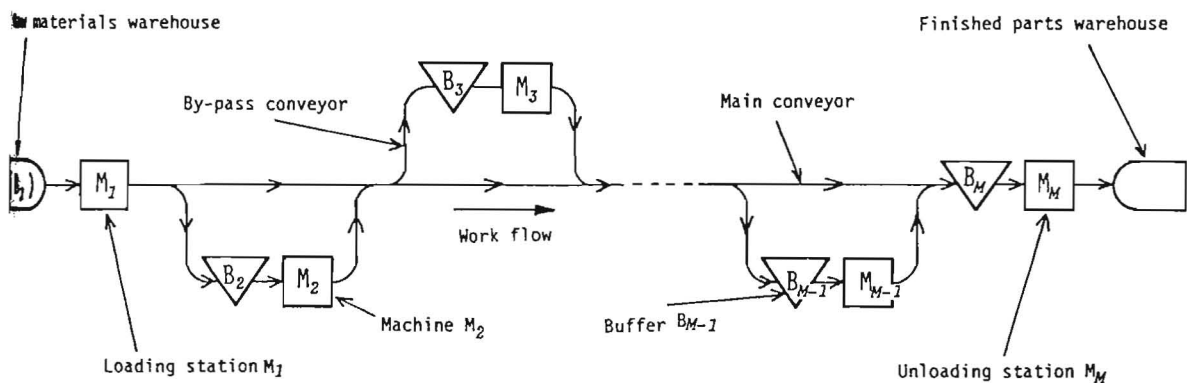 materials warehouse
Finished parts warehouse
By-pass conveyor
B3
M3
Main conveyor
M1
BM
MM
Work flow
B2
M2
BM-1
MM-1
Machine M2
Buffer BM-1
Loading station M1
Unloading station MM